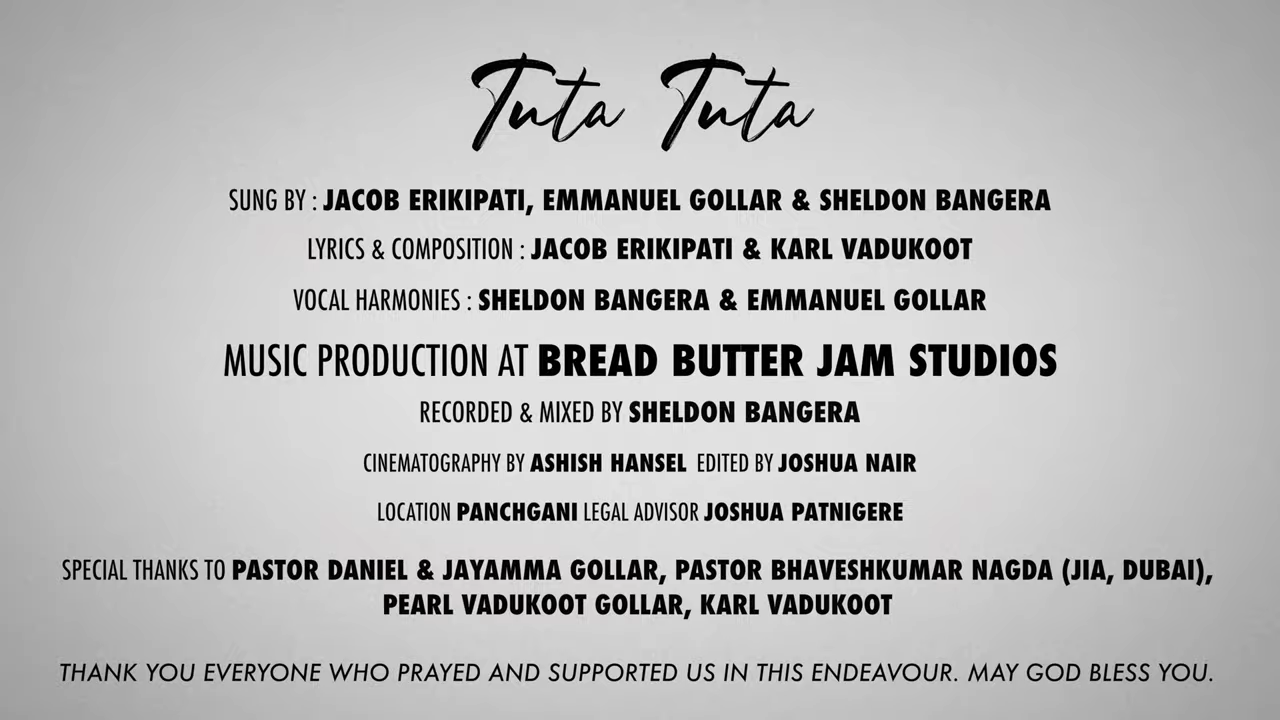 Tuta Tuta
SUNG BY : JACOB ERIKIPATI, EMMANUEL GOLLAR & SHELDON BANGERA
LYRICS & COMPOSITION : JACOB ERIKIPATI & KARL VADUKOOT
VOCAL HARMONIES : SHELDON BANGERA & EMMANUEL GOLLAR
MUSIC PRODUCTION AT BREAD BUTTER JAM STUDIOS
RECORDED & MIXED BY SHELDON BANGERA
CINEMATOGRAPHY BY ASHISH HANSEL EDITED BY JOSHUA NAIR
LOCATION PANCHGANI LEGAL ADVISOR JOSHUA PATNIGERE
SPECIAL THANKS TO PASTOR DANIEL & JAYAMMA GOLLAR, PASTOR BHAVESHKUMAR NAGDA (JIA, DUBAI),
PEARL VADUKOOT GOLLAR, KARL VADUKOOT
THANK YOU EVERYONE WHO PRAYED AND SUPPORTED US IN THIS ENDEAVOUR. MAY GOD BLESS YOU.